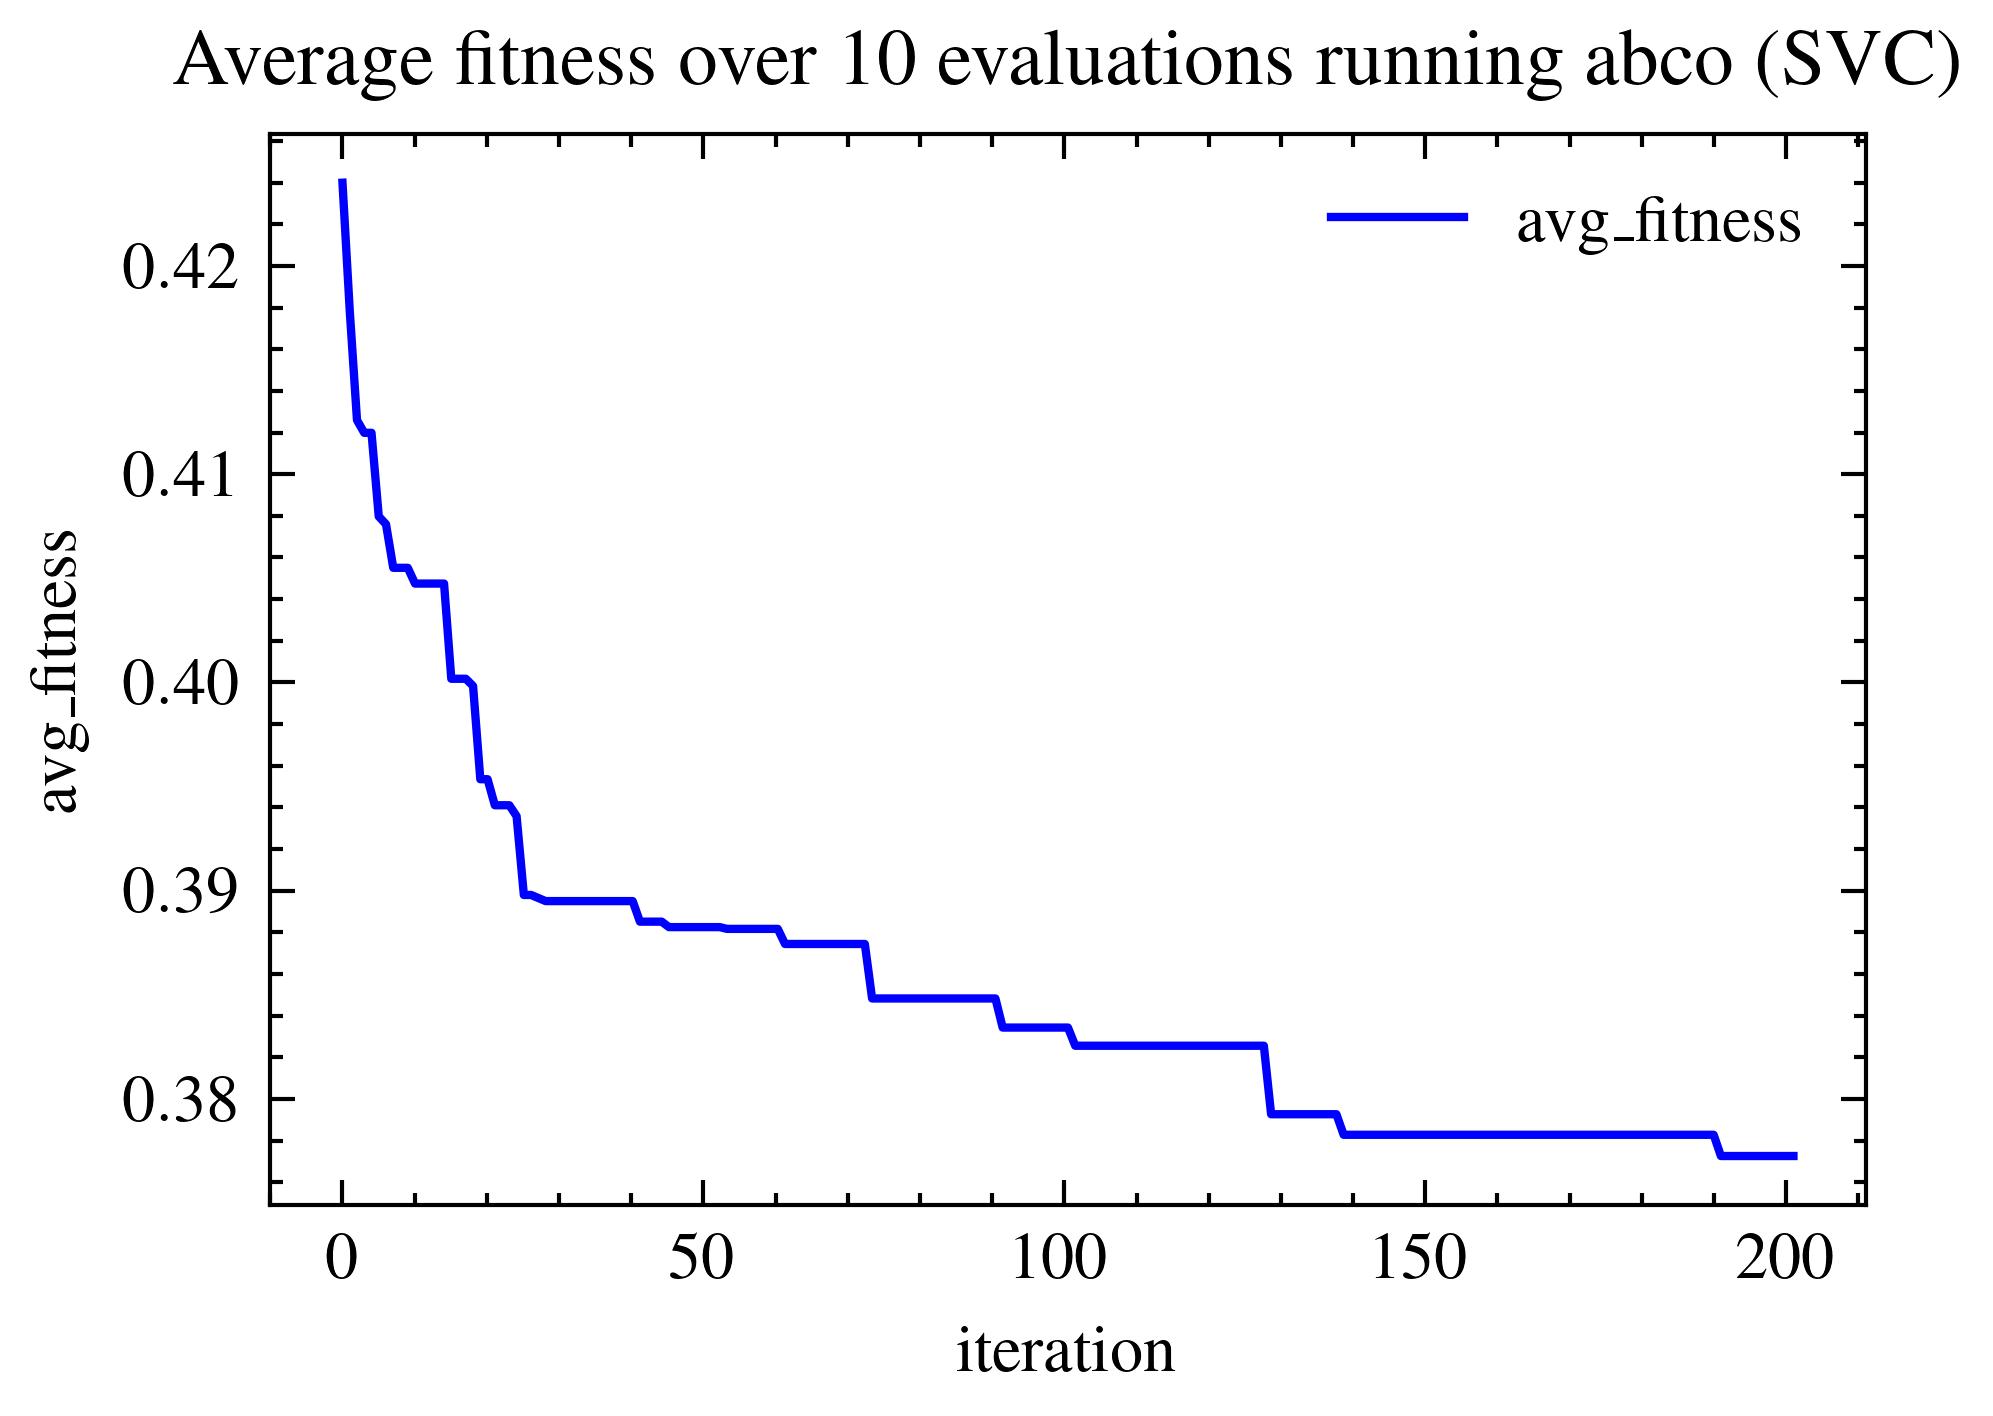 Average fitness over 10 evaluations running abco (SVC)
avg_fitness
0.42
0.41
0.40
0.39
0.38
avg_fitness
0 50 100 150 200
iteration